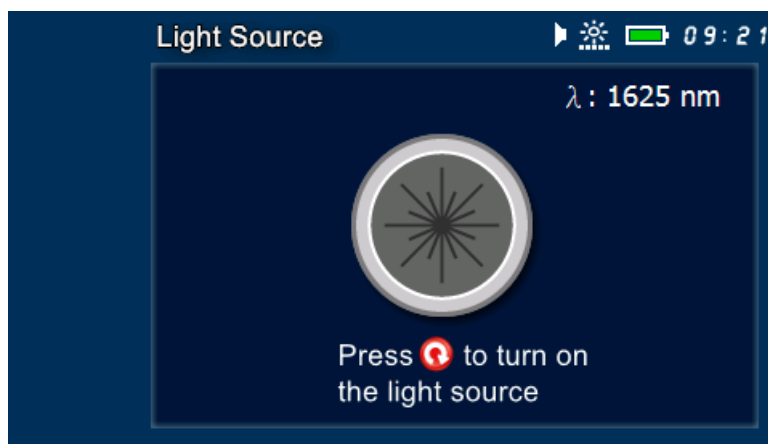 Light Source
09:21
λ: 1625 nm
Press to turn on
the light source